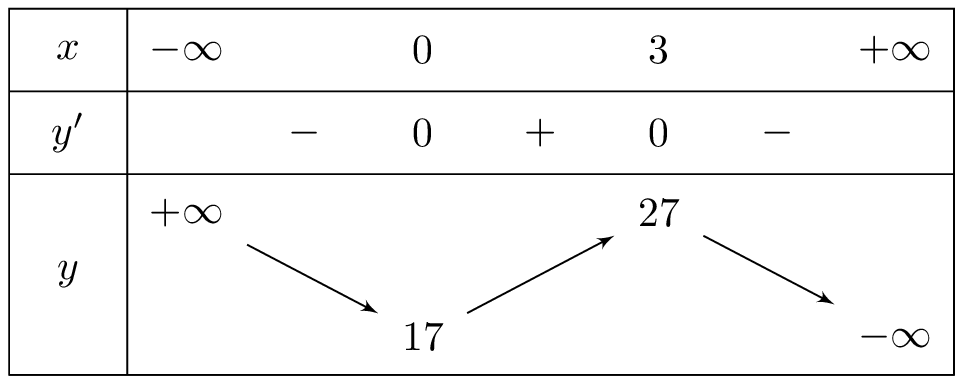 x −∞ 0 3 +∞
y′ − 0 + 0 −
+∞ 27
y
17 −∞